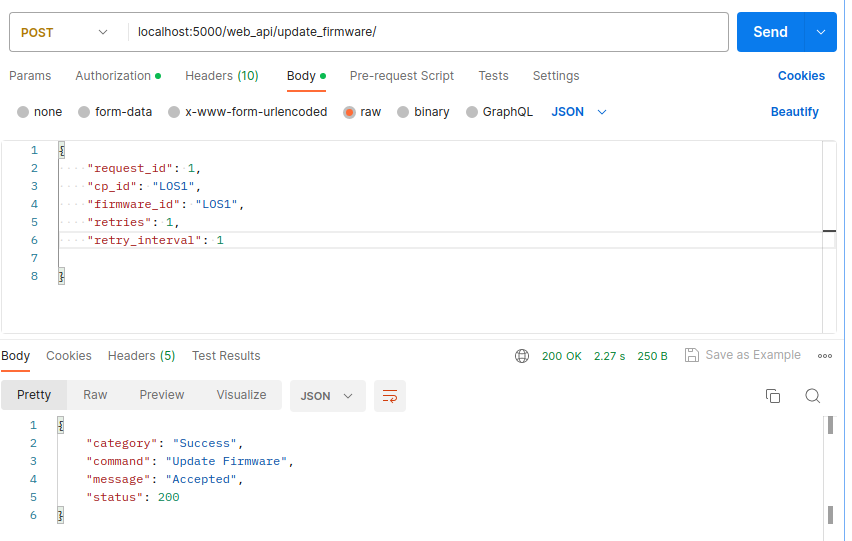 POST localhost:5000/web_api/update_firmware/ Send
Params Authorization Headers (10) Body Pre-request Script Tests Settings Cookies
none form-data x-www-form-urlencoded raw binary GraphQL JSON Beautify
1 {
2 "request_id": 1,
3 "cp_id": "LOS1",
4 "firmware_id": "LOS1",
5 "retries": 1,
6 "retry_interval": 1
7
8 }
Body Cookies Headers (5) Test Results 200 OK 2.27 s 250 B Save as Example
Pretty Raw Preview Visualize JSON
1 {
2 "category": "Success",
3 "command": "Update Firmware",
4 "message": "Accepted",
5 "status": 200
6 }